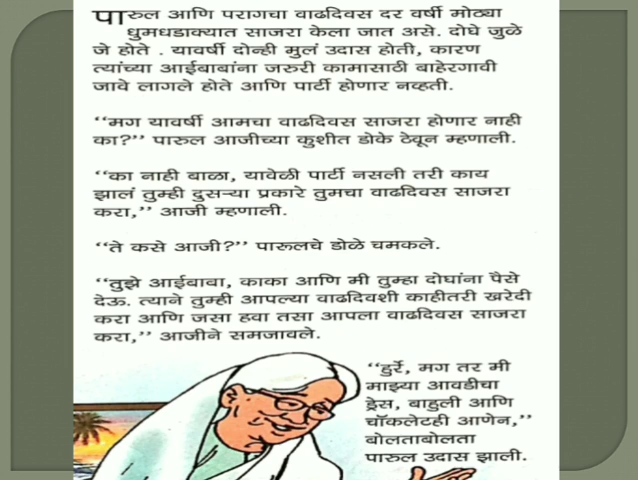 पारुल आणि परागचा वाढदिवस दर वर्षी मोठ्या
धुमधडाक्यात साजरा केला जात असे. दोघे जुळे
जे होते . यावर्षी दोन्ही मुलं उदास होती, कारण
त्यांच्या आईबाबांना जरुरी कामासाठी बाहेरगावी
जावे लागले होते आणि पार्टी होणार नव्हती.
“मग यावर्षी आमचा वाढदिवस साजरा होणार नाही
का?” पारुल आजीच्या कुशीत डोके ठेवून म्हणाली.
“का नाही बाळा, यावेळी पार्टी नसली तरी काय
झालं तुम्ही दुसऱ्या प्रकारे तुमचा वाढदिवस साजरा
करा,” आजी म्हणाली.
“ते कसे आजी?” पारुलचे डोळे चमकले.
“तुझे आईबाबा, काका आणि मी तुम्हा दोघांना पैसे
देऊ. त्याने तुम्ही आपल्या वाढदिवशी काहीतरी खरेदी
करा आणि जसा हवा तसा आपला वाढदिवस साजरा
करा,” आजीने समजावले.
“हुर्रे, मग तर मी
माझ्या आवडीचा
ड्रेस, बाहुली आणि
चॉकलेटही आणेन,”
बोलताबोलता
पारुल उदास झाली.